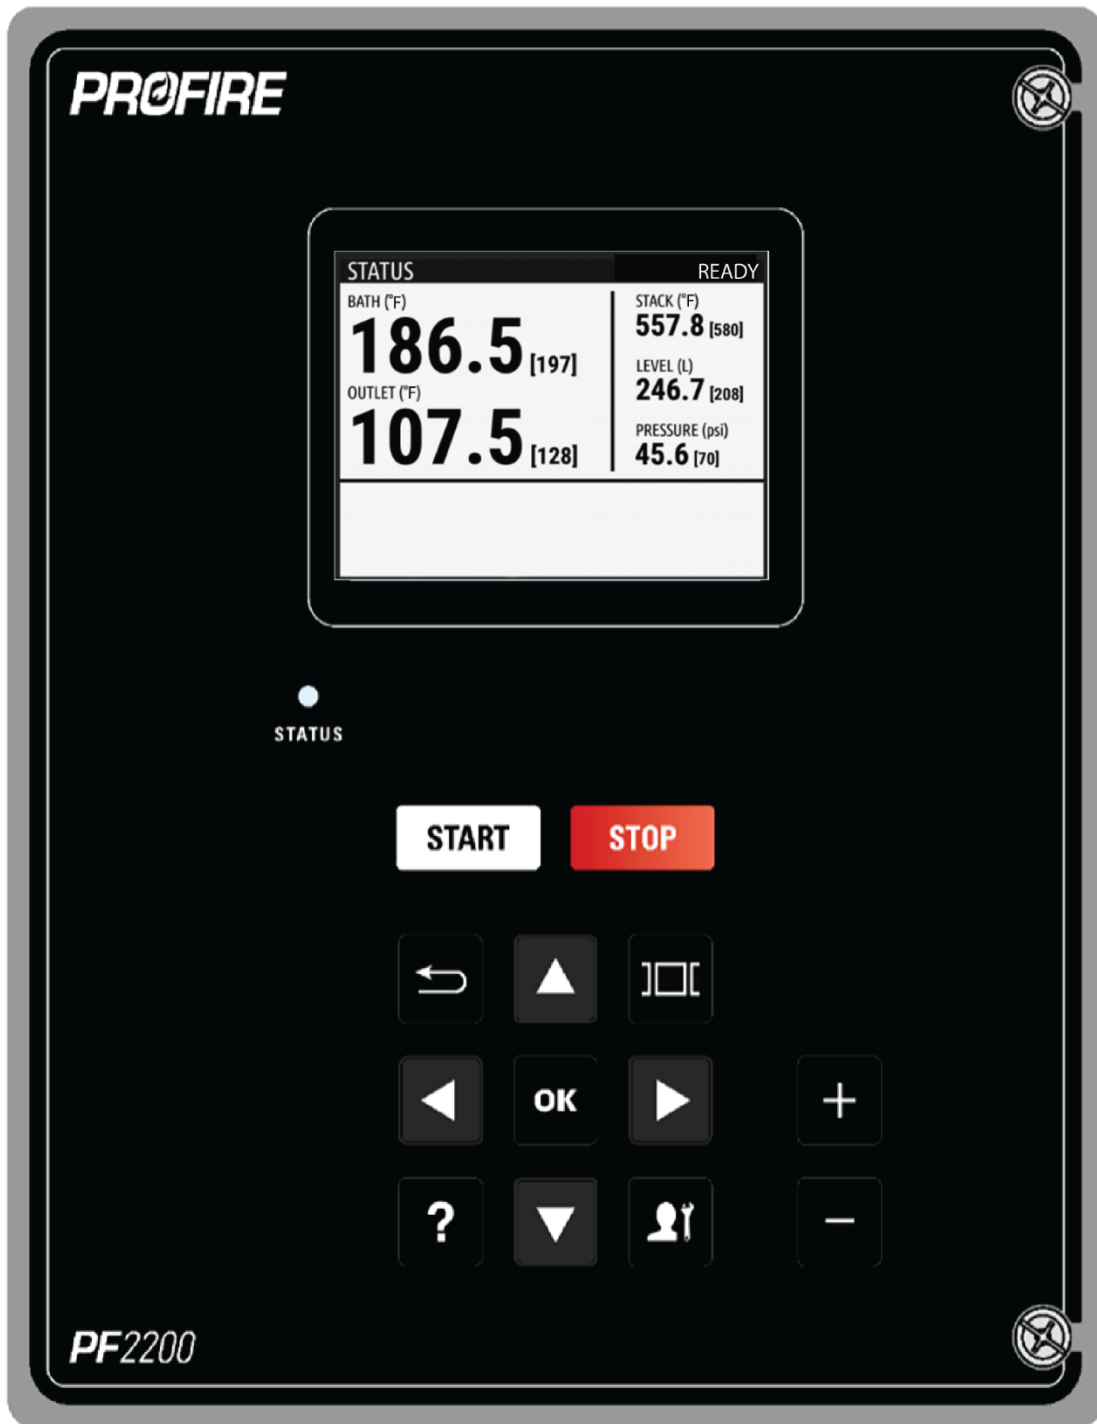 PROFIRE
STATUS READY
BATH (°F)
186.5 [197]
OUTLET (°F)
107.5 [128]
STACK (°F)
557.8 [580]
LEVEL (L)
246.7 [208]
PRESSURE (psi)
45.6 [70]
STATUS
START STOP
OK +
? −
PF2200